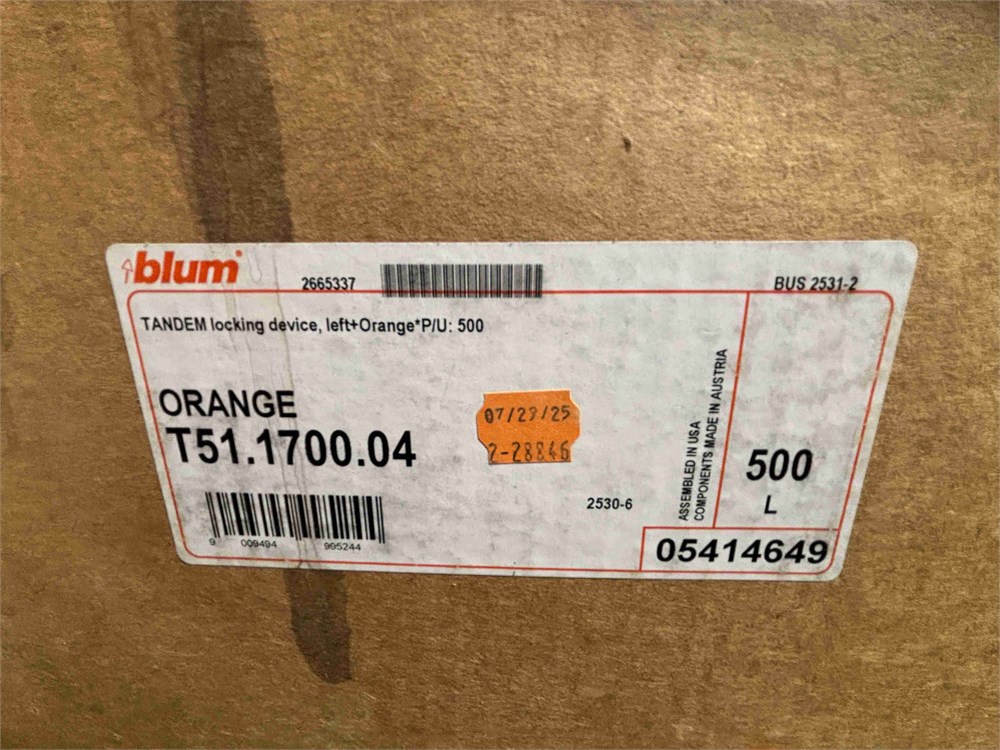 blum
2665337
BUS 2531-2
TANDEM locking device, left+Orange*P/U: 500
ORANGE
T51.1700.04
07/23/25
2-28846
9 009494 995244
2530-6
ASSEMBLED IN USA
COMPONENTS MADE IN AUSTRIA
500
L
05414649